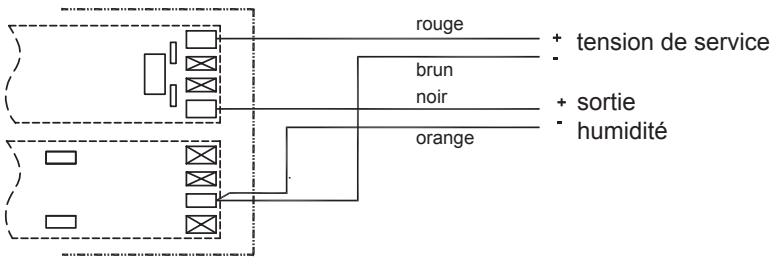 rouge
+ tension de service
-
brun
noir
+ sortie
- humidité
orange